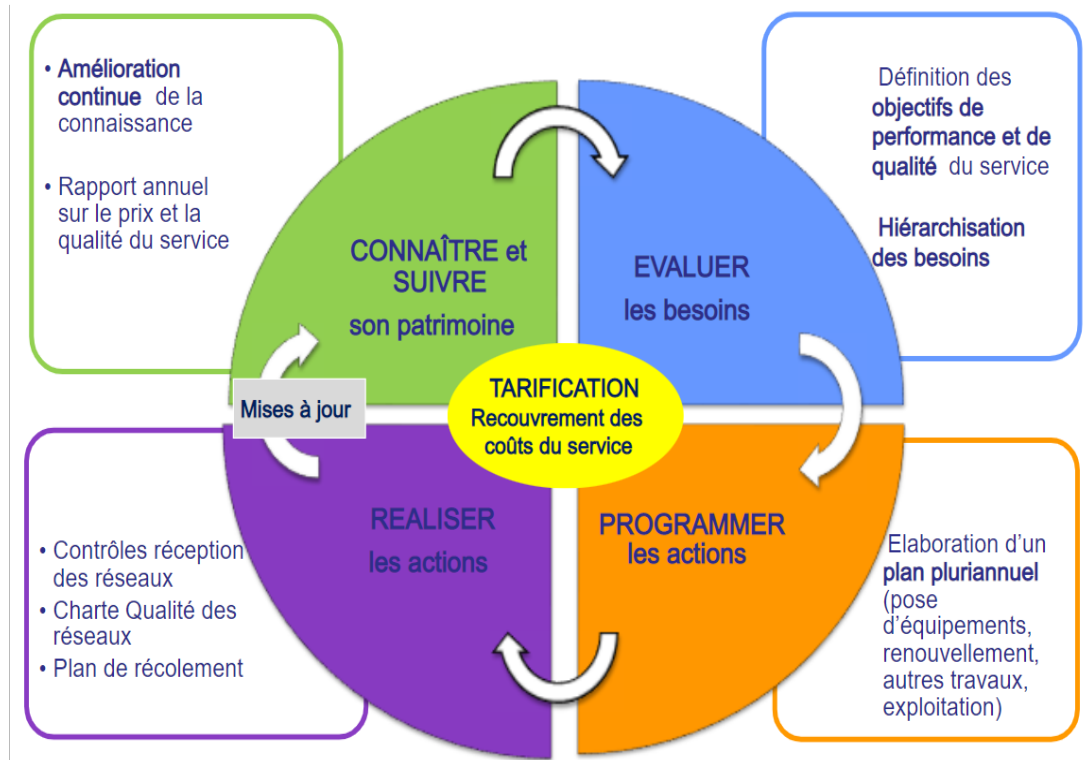 • Amélioration
continue de la
connaissance
• Rapport annuel
sur le prix et la
qualité du service
Définition des
objectifs de
performance et de
qualité du service
Hiérarchisation
des besoins
CONNAÎTRE et
SUIVRE
son patrimoine
EVALUER
les besoins
TARIFICATION
Recouvrement des
coûts du service
Mises à jour
REALISER
les actions
PROGRAMMER
les actions
• Contrôles réception
des réseaux
• Charte Qualité des
réseaux
• Plan de récolement
Elaboration d'un
plan pluriannuel
(pose
d'équipements,
renouvellement,
autres travaux,
exploitation)